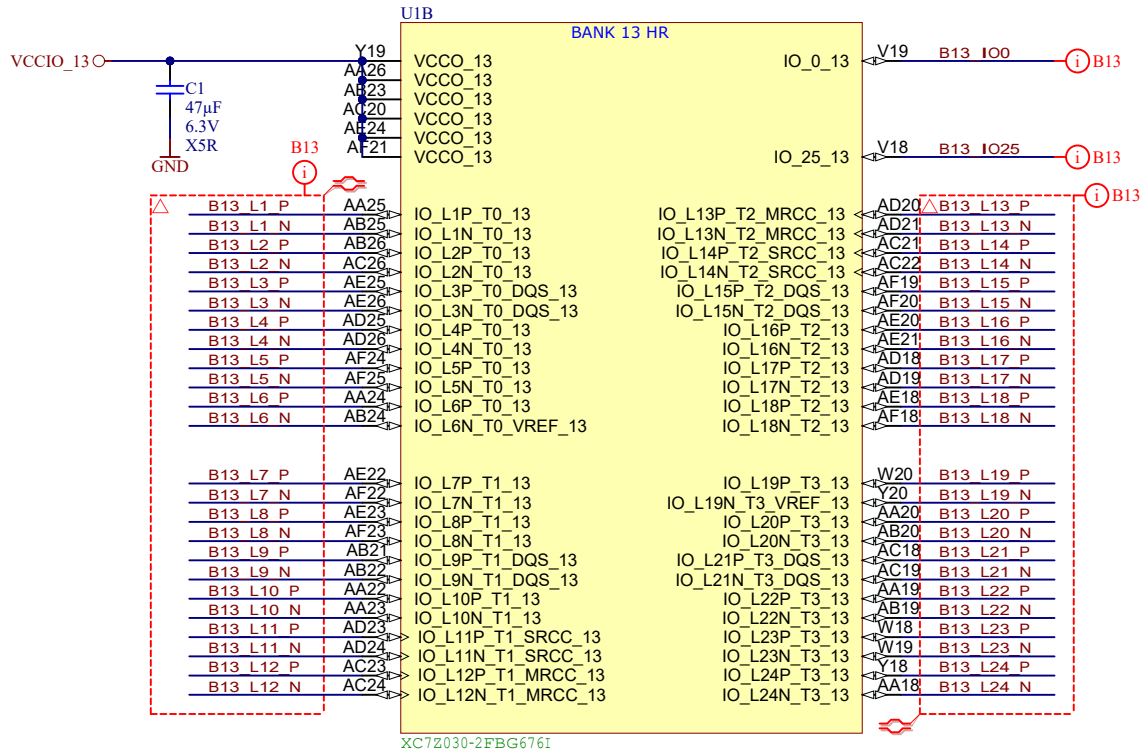 U1B
BANK 13 HR
VCCIO_13
Y19 VCCO_13 IO_0_13 V19 B13_IO0 i B13
AA26 VCCO_13
AB23 VCCO_13
C1
47µF
6.3V
X5R
GND
AC20 VCCO_13
AE24 VCCO_13
AF21 VCCO_13 IO_25_13 V18 B13_IO25 i B13
B13
i
i B13
B13_L1_P AA25 IO_L1P_T0_13 IO_L13P_T2_MRCC_13 AD20 B13_L13_P
B13_L1_N AB25 IO_L1N_T0_13 IO_L13N_T2_MRCC_13 AD21 B13_L13_N
B13_L2_P AB26 IO_L2P_T0_13 IO_L14P_T2_SRCC_13 AC21 B13_L14_P
B13_L2_N AC26 IO_L2N_T0_13 IO_L14N_T2_SRCC_13 AC22 B13_L14_N
B13_L3_P AE25 IO_L3P_T0_DQS_13 IO_L15P_T2_DQS_13 AF19 B13_L15_P
B13_L3_N AE26 IO_L3N_T0_DQS_13 IO_L15N_T2_DQS_13 AF20 B13_L15_N
B13_L4_P AD25 IO_L4P_T0_13 IO_L16P_T2_13 AE20 B13_L16_P
B13_L4_N AD26 IO_L4N_T0_13 IO_L16N_T2_13 AE21 B13_L16_N
B13_L5_P AF24 IO_L5P_T0_13 IO_L17P_T2_13 AD18 B13_L17_P
B13_L5_N AF25 IO_L5N_T0_13 IO_L17N_T2_13 AD19 B13_L17_N
B13_L6_P AA24 IO_L6P_T0_13 IO_L18P_T2_13 AE18 B13_L18_P
B13_L6_N AB24 IO_L6N_T0_VREF_13 IO_L18N_T2_13 AF18 B13_L18_N
B13_L7_P AE22 IO_L7P_T1_13 IO_L19P_T3_13 W20 B13_L19_P
B13_L7_N AF22 IO_L7N_T1_13 IO_L19N_T3_VREF_13 Y20 B13_L19_N
B13_L8_P AE23 IO_L8P_T1_13 IO_L20P_T3_13 AA20 B13_L20_P
B13_L8_N AF23 IO_L8N_T1_13 IO_L20N_T3_13 AB20 B13_L20_N
B13_L9_P AB21 IO_L9P_T1_DQS_13 IO_L21P_T3_DQS_13 AC18 B13_L21_P
B13_L9_N AB22 IO_L9N_T1_DQS_13 IO_L21N_T3_DQS_13 AC19 B13_L21_N
B13_L10_P AA22 IO_L10P_T1_13 IO_L22P_T3_13 AA19 B13_L22_P
B13_L10_N AA23 IO_L10N_T1_13 IO_L22N_T3_13 AB19 B13_L22_N
B13_L11_P AD23 IO_L11P_T1_SRCC_13 IO_L23P_T3_13 W18 B13_L23_P
B13_L11_N AD24 IO_L11N_T1_SRCC_13 IO_L23N_T3_13 W19 B13_L23_N
B13_L12_P AC23 IO_L12P_T1_MRCC_13 IO_L24P_T3_13 Y18 B13_L24_P
B13_L12_N AC24 IO_L12N_T1_MRCC_13 IO_L24N_T3_13 AA18 B13_L24_N
XC7Z030-2FBG676I